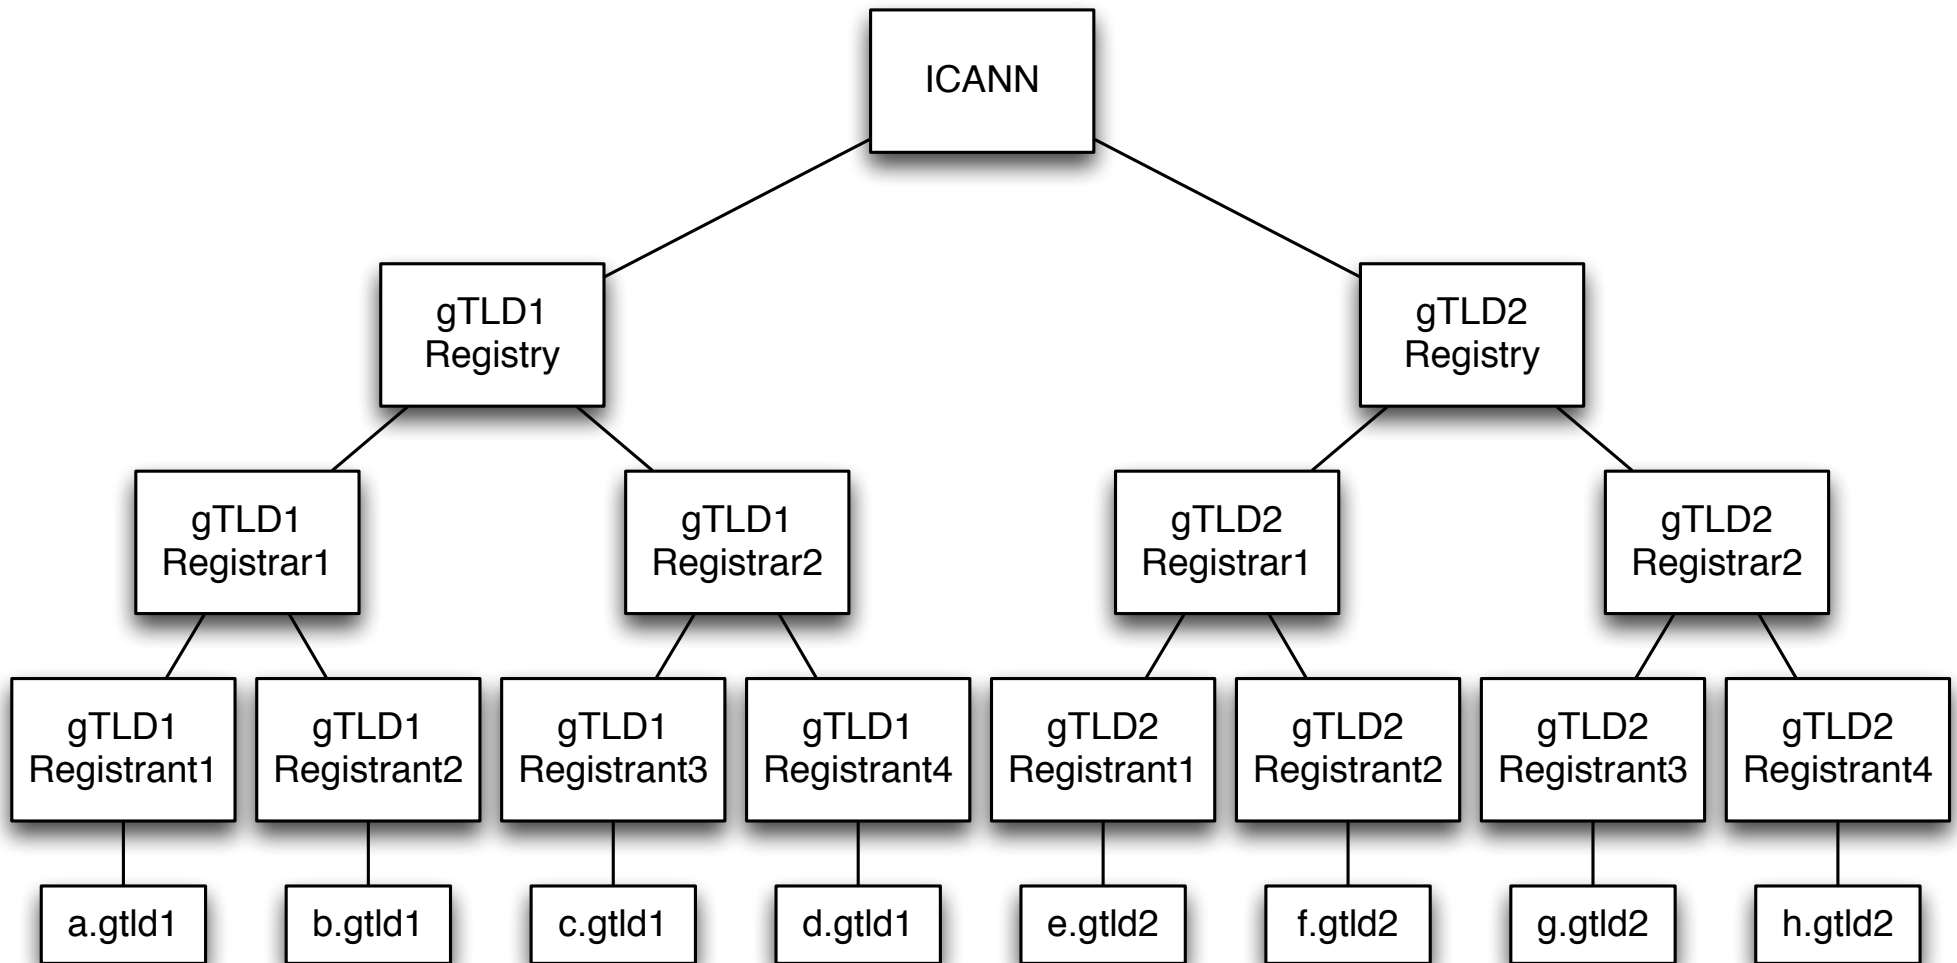 ICANN
gTLD1
Registry
gTLD2
Registry
gTLD1
Registrar1
gTLD1
Registrar2
gTLD2
Registrar1
gTLD2
Registrar2
gTLD1
Registrant1
gTLD1
Registrant2
gTLD1
Registrant3
gTLD1
Registrant4
gTLD2
Registrant1
gTLD2
Registrant2
gTLD2
Registrant3
gTLD2
Registrant4
a.gtld1
b.gtld1
c.gtld1
d.gtld1
e.gtld2
f.gtld2
g.gtld2
h.gtld2